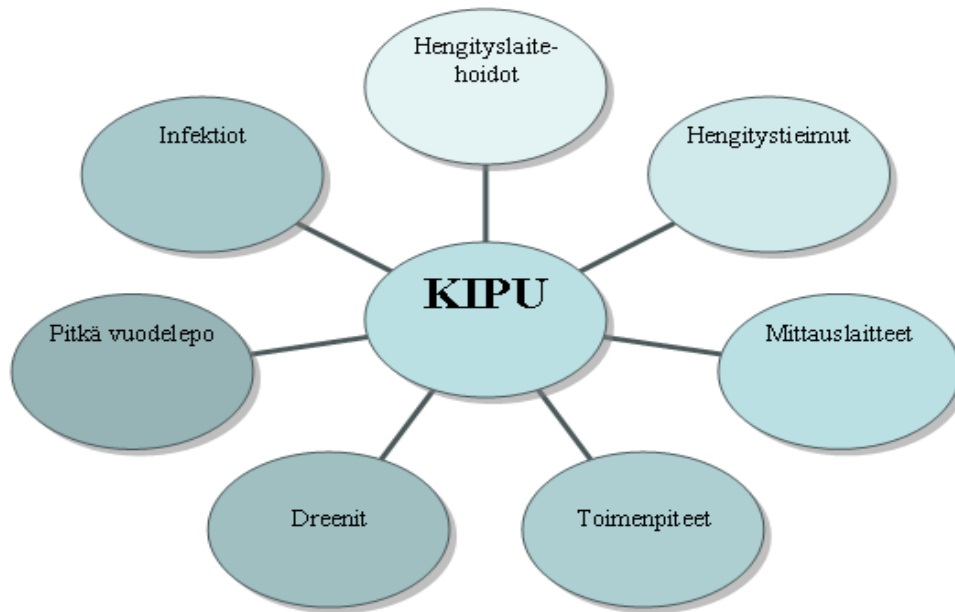 Hengityslaite-
hoidot
Infektiot
Hengitystieimut
KIPU
Pitkä vuodelepo
Mittauslaitteet
Dreenit
Toimenpiteet